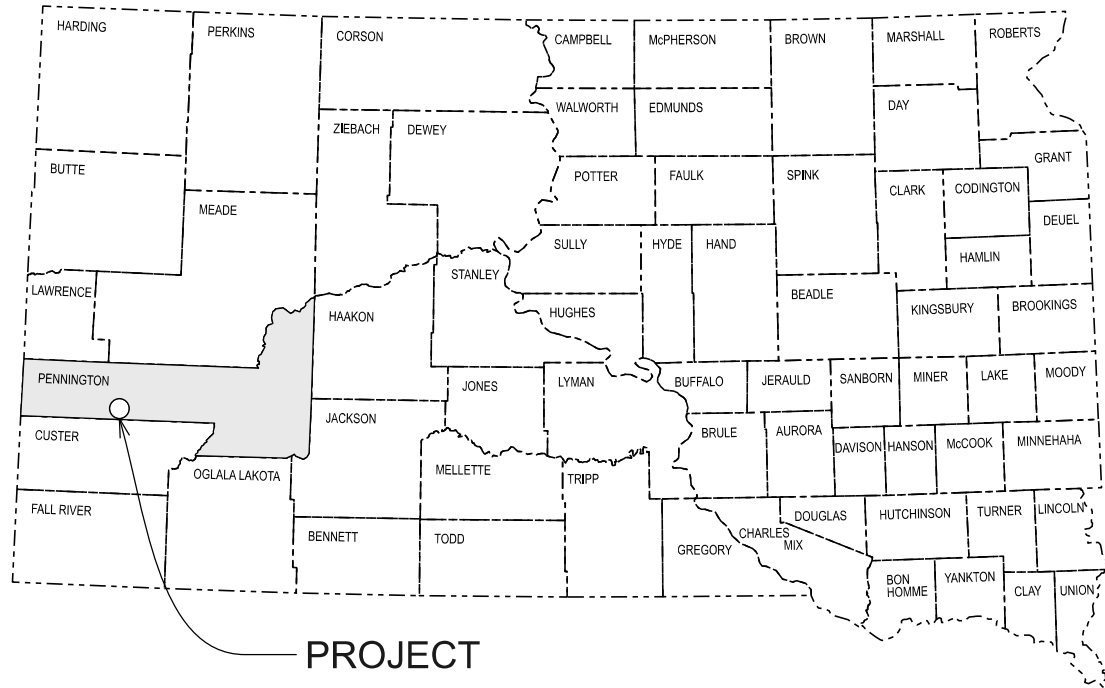 HARDING
PERKINS
CORSON
CAMPBELL
McPHERSON
BROWN
MARSHALL
ROBERTS
WALWORTH
EDMUNDS
DAY
ZIEBACH
DEWEY
GRANT
BUTTE
POTTER
FAULK
SPINK
CLARK
CODINGTON
MEADE
DEUEL
SULLY
HYDE
HAND
HAMLIN
STANLEY
LAWRENCE
BEADLE
HAAKON
HUGHES
KINGSBURY
BROOKINGS
PENNINGTON
JONES
LYMAN
BUFFALO
JERAULD
SANBORN
MINER
LAKE
MOODY
JACKSON
CUSTER
BRULE
AURORA
DAVISON
HANSON
McCOOK
MINNEHAHA
OGLALA LAKOTA
MELLETTE
TRIPP
FALL RIVER
DOUGLAS
HUTCHINSON
TURNER
LINCOLN
BENNETT
TODD
GREGORY
CHARLES
MIX
BON
HOMME
YANKTON
CLAY
UNION
PROJECT